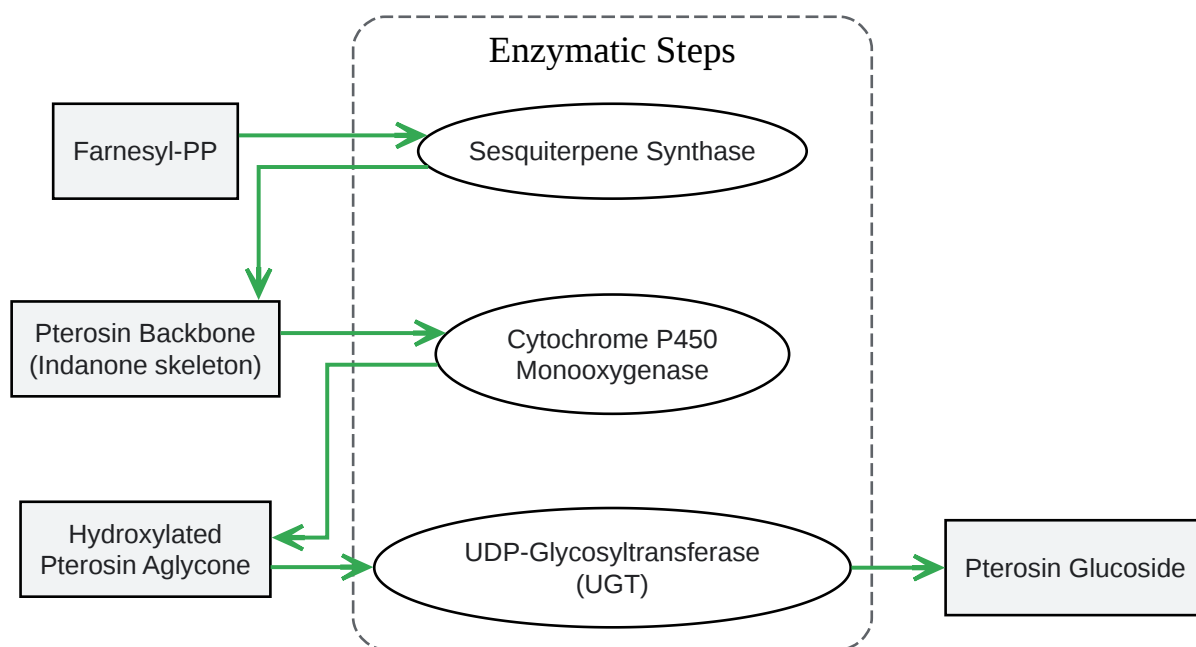 Enzymatic Steps
Farnesyl-PP
Sesquiterpene Synthase
Pterosin Backbone
(Indanone skeleton)
Cytochrome P450
Monooxygenase
Hydroxylated
Pterosin Aglycone
UDP-Glycosyltransferase
(UGT)
Pterosin Glucoside